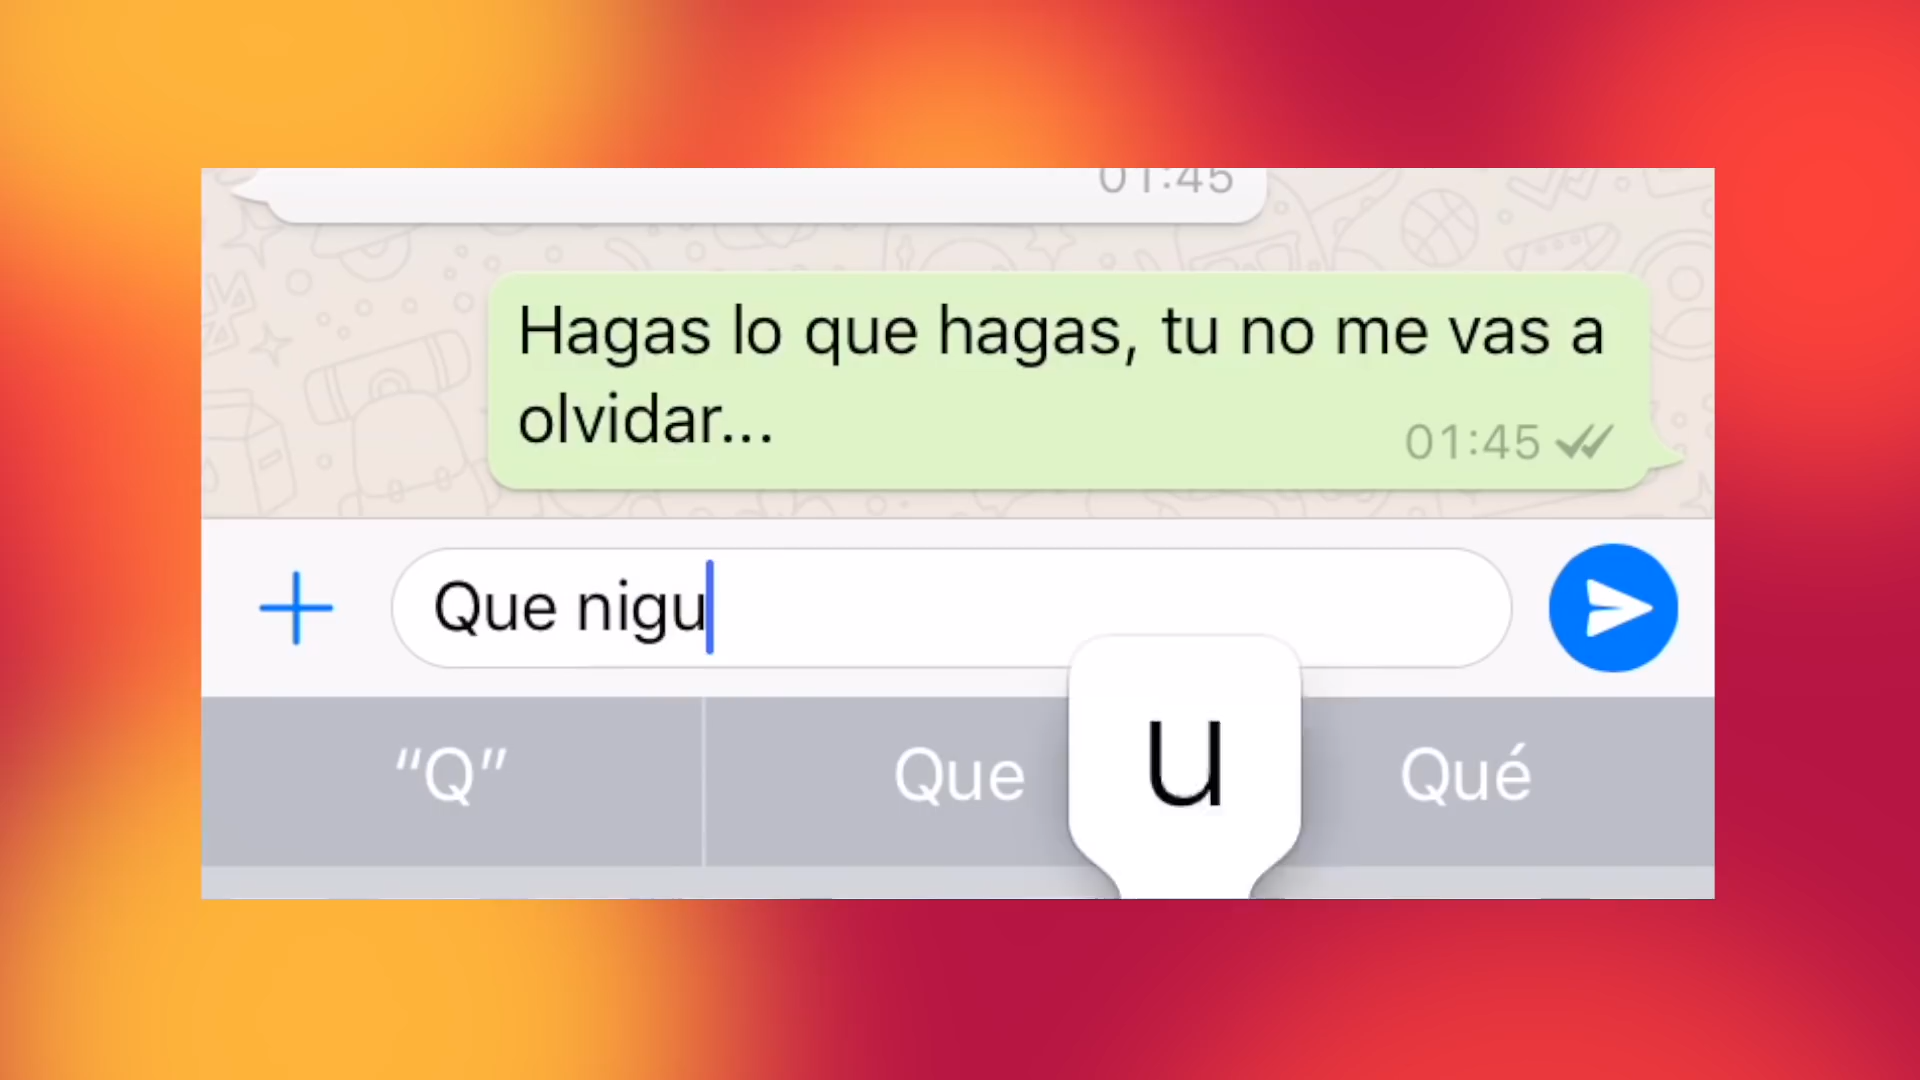 01:45
Hagas lo que hagas, tu no me vas a
olvidar...
01:45
Que nigu
“Q” Que Qué
u